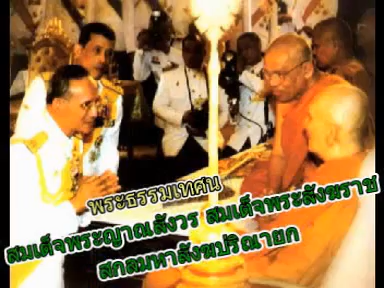 พระธรรมเทศน
สมเด็จพระญาณสังวร สมเด็จพระสังฆราช
สกลมหาสังฆปริณายก